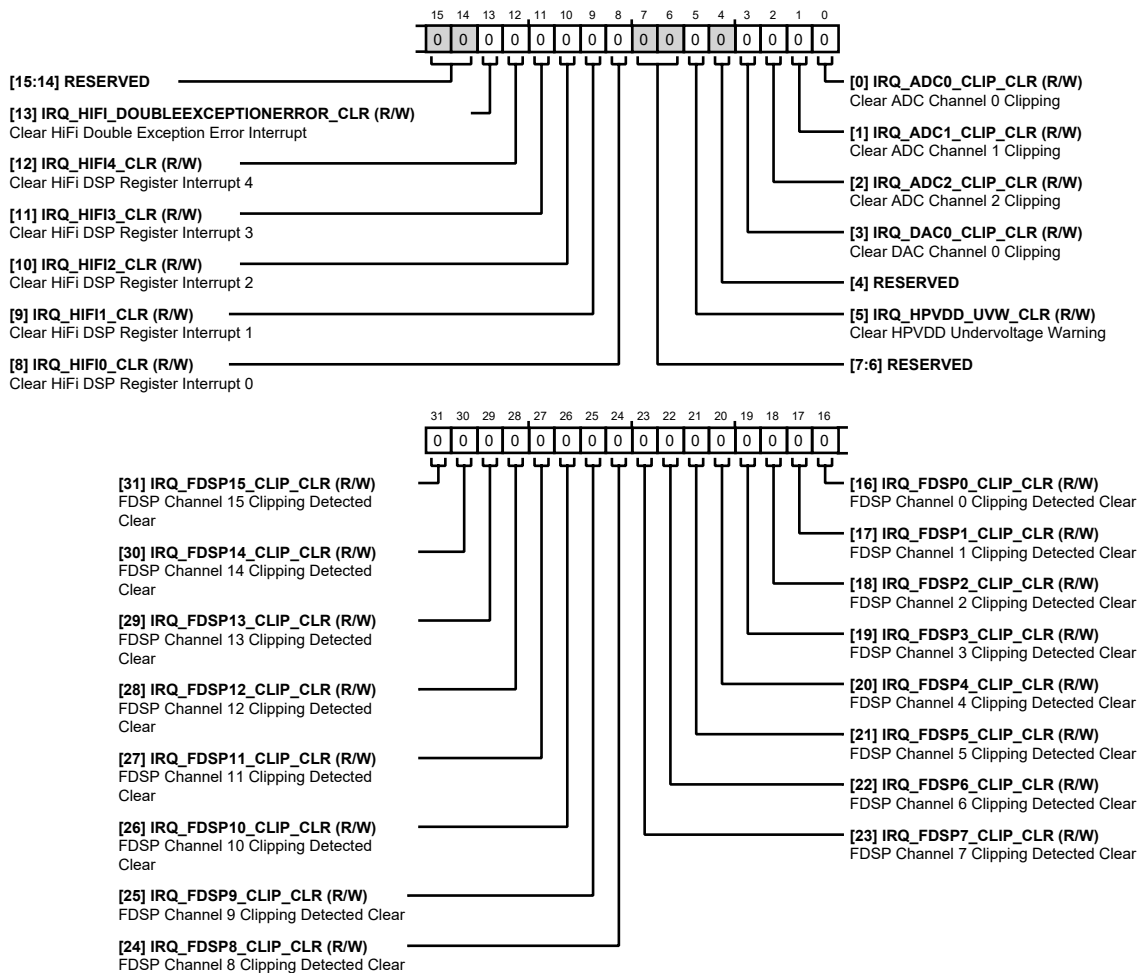 15 14 13 12 11 10 9 8 7 6 5 4 3 2 1 0
0 0 0 0 0 0 0 0 0 0 0 0 0 0 0 0
[15:14] RESERVED
[13] IRQ_HIFI_DOUBLEEXCEPTIONERROR_CLR (R/W)
Clear HiFi Double Exception Error Interrupt
[12] IRQ_HIFI4_CLR (R/W)
Clear HiFi DSP Register Interrupt 4
[11] IRQ_HIFI3_CLR (R/W)
Clear HiFi DSP Register Interrupt 3
[10] IRQ_HIFI2_CLR (R/W)
Clear HiFi DSP Register Interrupt 2
[9] IRQ_HIFI1_CLR (R/W)
Clear HiFi DSP Register Interrupt 1
[8] IRQ_HIFI0_CLR (R/W)
Clear HiFi DSP Register Interrupt 0
[0] IRQ_ADC0_CLIP_CLR (R/W)
Clear ADC Channel 0 Clipping
[1] IRQ_ADC1_CLIP_CLR (R/W)
Clear ADC Channel 1 Clipping
[2] IRQ_ADC2_CLIP_CLR (R/W)
Clear ADC Channel 2 Clipping
[3] IRQ_DAC0_CLIP_CLR (R/W)
Clear DAC Channel 0 Clipping
[4] RESERVED
[5] IRQ_HPVDD_UVW_CLR (R/W)
Clear HPVDD Undervoltage Warning
[7:6] RESERVED
31 30 29 28 27 26 25 24 23 22 21 20 19 18 17 16
0 0 0 0 0 0 0 0 0 0 0 0 0 0 0 0
[31] IRQ_FDSP15_CLIP_CLR (R/W)
FDSP Channel 15 Clipping Detected
Clear
[30] IRQ_FDSP14_CLIP_CLR (R/W)
FDSP Channel 14 Clipping Detected
Clear
[29] IRQ_FDSP13_CLIP_CLR (R/W)
FDSP Channel 13 Clipping Detected
Clear
[28] IRQ_FDSP12_CLIP_CLR (R/W)
FDSP Channel 12 Clipping Detected
Clear
[27] IRQ_FDSP11_CLIP_CLR (R/W)
FDSP Channel 11 Clipping Detected
Clear
[26] IRQ_FDSP10_CLIP_CLR (R/W)
FDSP Channel 10 Clipping Detected
Clear
[25] IRQ_FDSP9_CLIP_CLR (R/W)
FDSP Channel 9 Clipping Detected Clear
[24] IRQ_FDSP8_CLIP_CLR (R/W)
FDSP Channel 8 Clipping Detected Clear
[16] IRQ_FDSP0_CLIP_CLR (R/W)
FDSP Channel 0 Clipping Detected Clear
[17] IRQ_FDSP1_CLIP_CLR (R/W)
FDSP Channel 1 Clipping Detected Clear
[18] IRQ_FDSP2_CLIP_CLR (R/W)
FDSP Channel 2 Clipping Detected Clear
[19] IRQ_FDSP3_CLIP_CLR (R/W)
FDSP Channel 3 Clipping Detected Clear
[20] IRQ_FDSP4_CLIP_CLR (R/W)
FDSP Channel 4 Clipping Detected Clear
[21] IRQ_FDSP5_CLIP_CLR (R/W)
FDSP Channel 5 Clipping Detected Clear
[22] IRQ_FDSP6_CLIP_CLR (R/W)
FDSP Channel 6 Clipping Detected Clear
[23] IRQ_FDSP7_CLIP_CLR (R/W)
FDSP Channel 7 Clipping Detected Clear